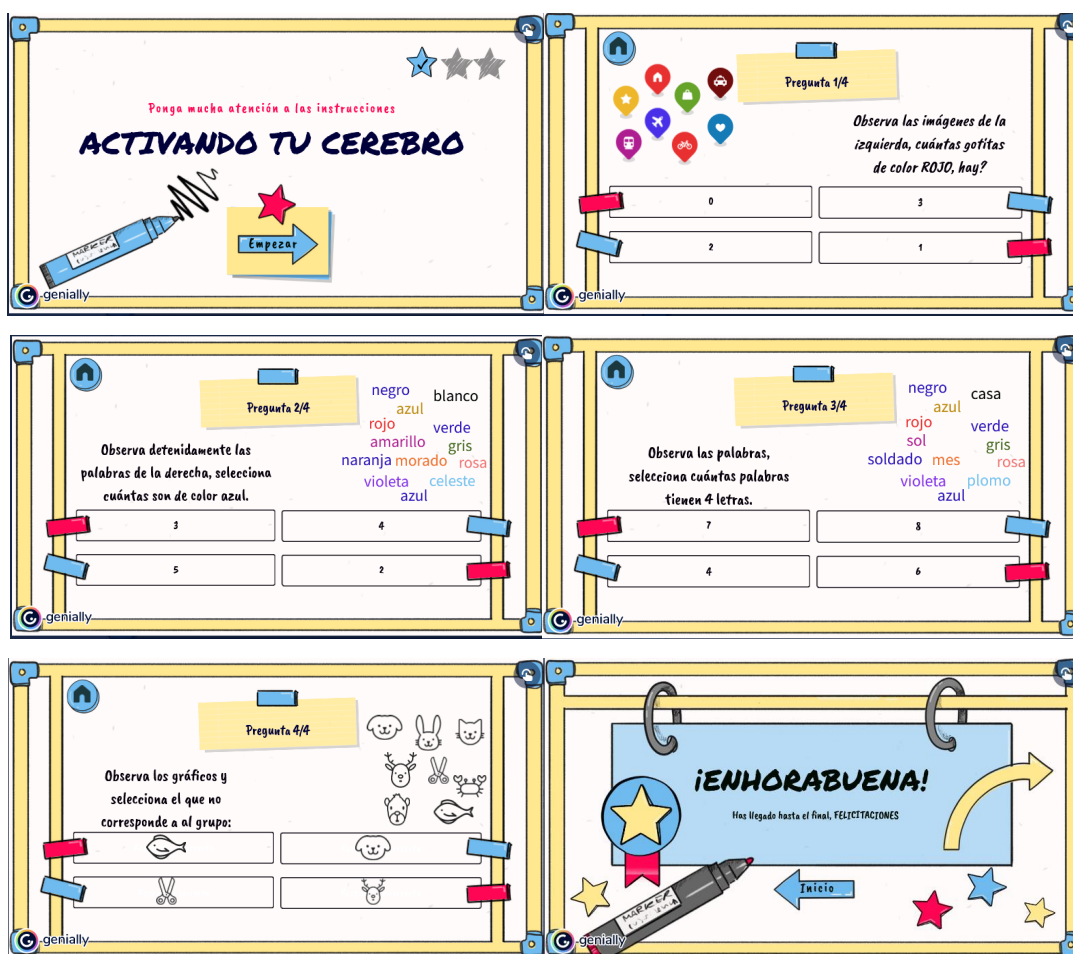 Ponga mucha atención a las instrucciones
ACTIVANDO TU CEREBRO
MARKER
Empezar
genially
Pregunta 1/4
Observa las imágenes de la
izquierda, cuántas gotitas
de color ROJO, hay?
0
3
2
1
genially
Pregunta 2/4
Observa detenidamente las
palabras de la derecha, selecciona
cuántas son de color azul.
negro
blanco
azul
rojo
verde
amarillo
gris
naranja morado rosa
violeta celeste
azul
3
4
5
2
genially
Pregunta 3/4
Observa las palabras,
selecciona cuántas palabras
tienen 4 letras.
negro
casa
azul
rojo
verde
sol
gris
soldado mes rosa
violeta plomo
azul
7
8
4
6
genially
Pregunta 4/4
Observa los gráficos y
selecciona el que no
corresponde a al grupo:
genially
¡ENHORABUENA!
Has llegado hasta el final, FELICITACIONES
Inicio
MARKER
genially